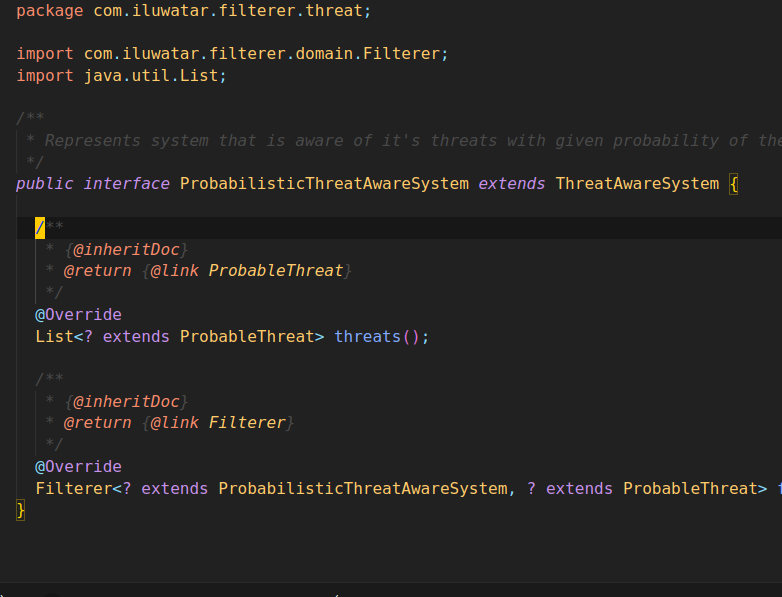 package com.iluwatar.filterer.threat;
import com.iluwatar.filterer.domain.Filterer;
import java.util.List;
/**
* Represents system that is aware of it's threats with given probability of
*/
public interface ProbabilisticThreatAwareSystem extends ThreatAwareSystem {
/**
* {@inheritDoc}
* @return {@link ProbableThreat}
*/
@Override
List<? extends ProbableThreat> threats();
/**
* {@inheritDoc}
* @return {@link Filterer}
*/
@Override
Filterer<? extends ProbabilisticThreatAwareSystem, ? extends ProbableThreat>
}